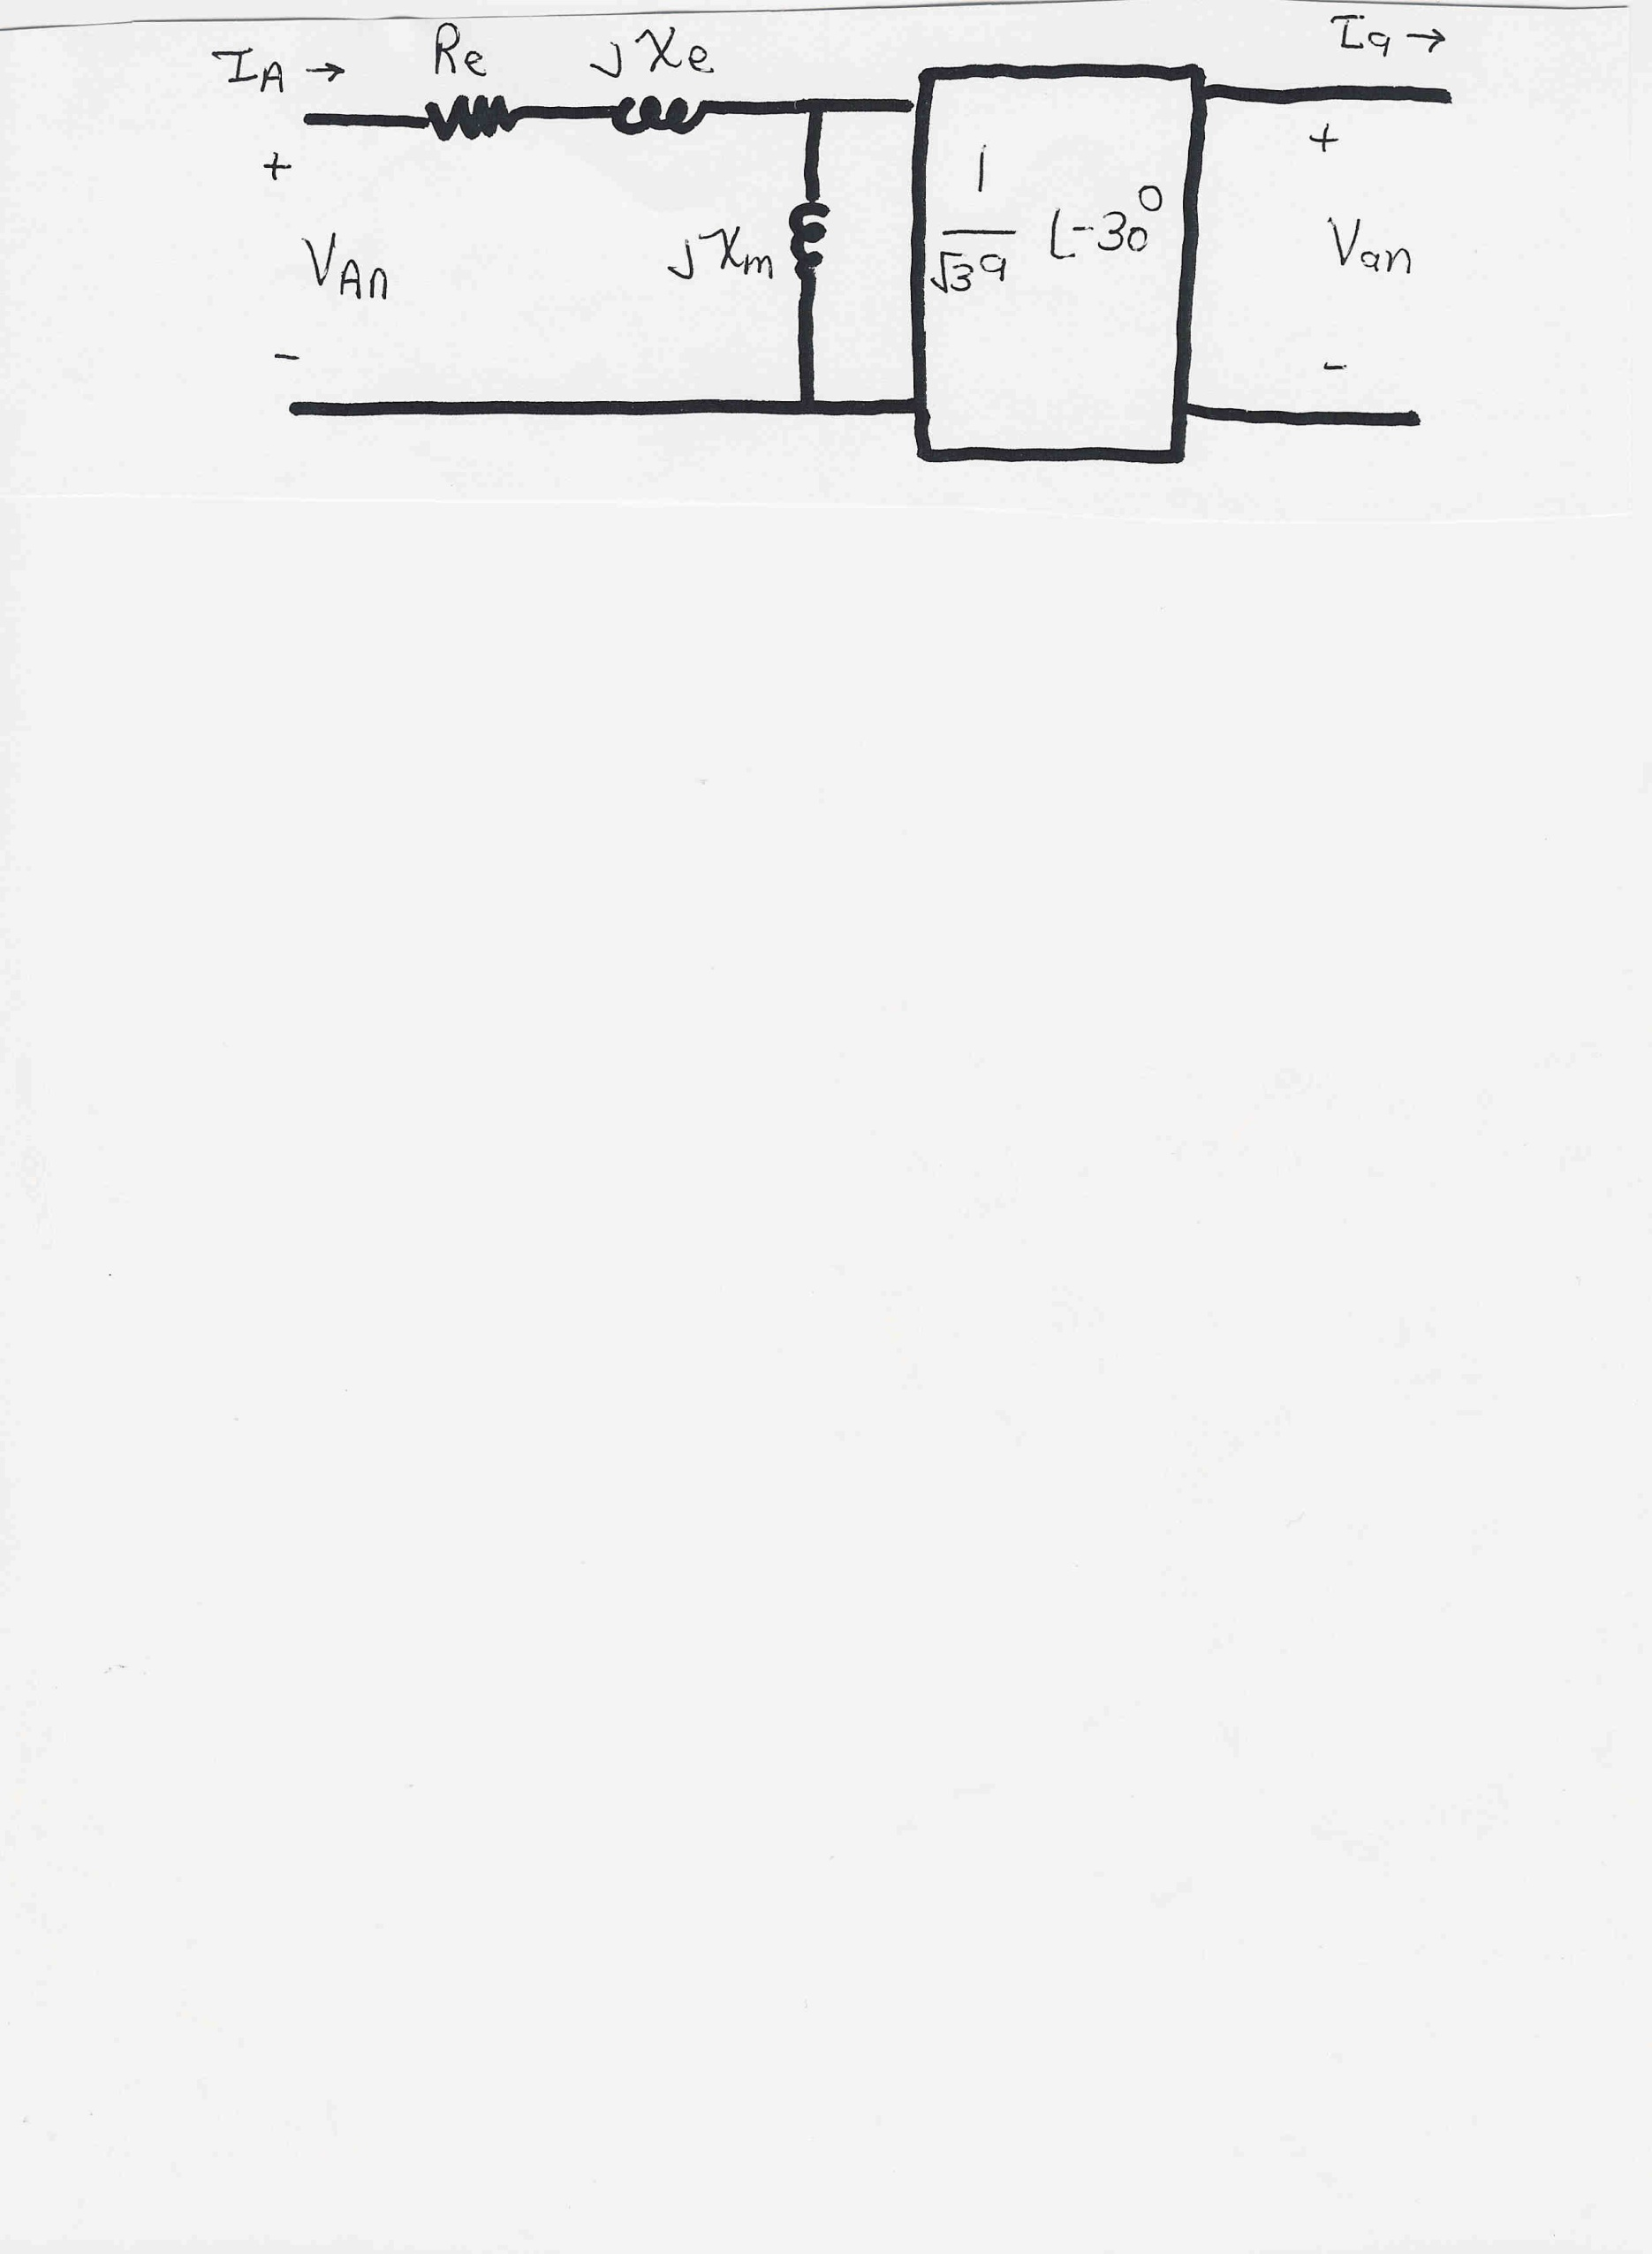 IA → Re jXe Ia →
+ +
VAn jXm 1/√3a ∠-30° Van
- -